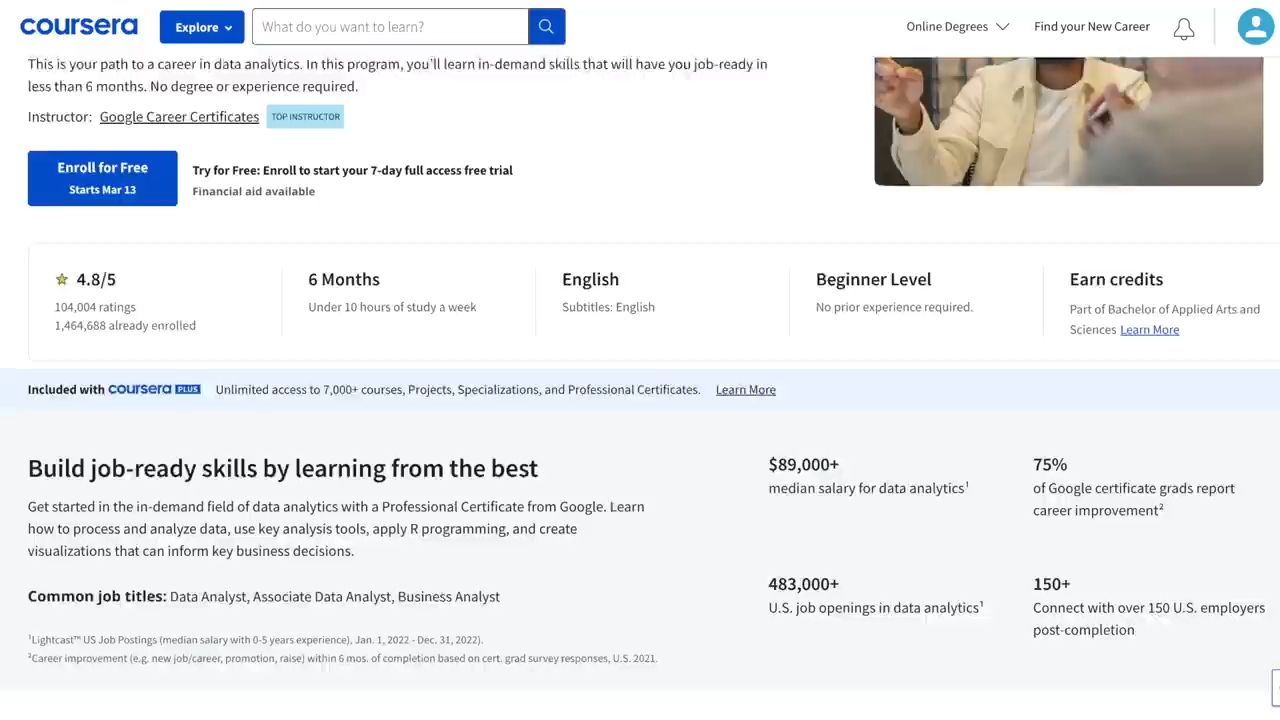 coursera Explore What do you want to learn? Online Degrees Find your New Career
This is your path to a career in data analytics. In this program, you'll learn in-demand skills that will have you job-ready in
less than 6 months. No degree or experience required.
Instructor: Google Career Certificates TOP INSTRUCTOR
Enroll for Free
Starts Mar 13
Try for Free: Enroll to start your 7-day full access free trial
Financial aid available
4.8/5
104,004 ratings
1,464,688 already enrolled
6 Months
Under 10 hours of study a week
English
Subtitles: English
Beginner Level
No prior experience required.
Earn credits
Part of Bachelor of Applied Arts and
Sciences Learn More
Included with coursera PLUS Unlimited access to 7,000+ courses, Projects, Specializations, and Professional Certificates. Learn More
Build job-ready skills by learning from the best
Get started in the in-demand field of data analytics with a Professional Certificate from Google. Learn
how to process and analyze data, use key analysis tools, apply R programming, and create
visualizations that can inform key business decisions.
Common job titles: Data Analyst, Associate Data Analyst, Business Analyst
¹Lightcast™ US Job Postings (median salary with 0-5 years experience), Jan. 1, 2022 - Dec. 31, 2022).
²Career improvement (e.g. new job/career, promotion, raise) within 6 mos. of completion based on cert. grad survey responses, U.S. 2021.
$89,000+
median salary for data analytics¹
75%
of Google certificate grads report
career improvement²
483,000+
U.S. job openings in data analytics¹
150+
Connect with over 150 U.S. employers
post-completion